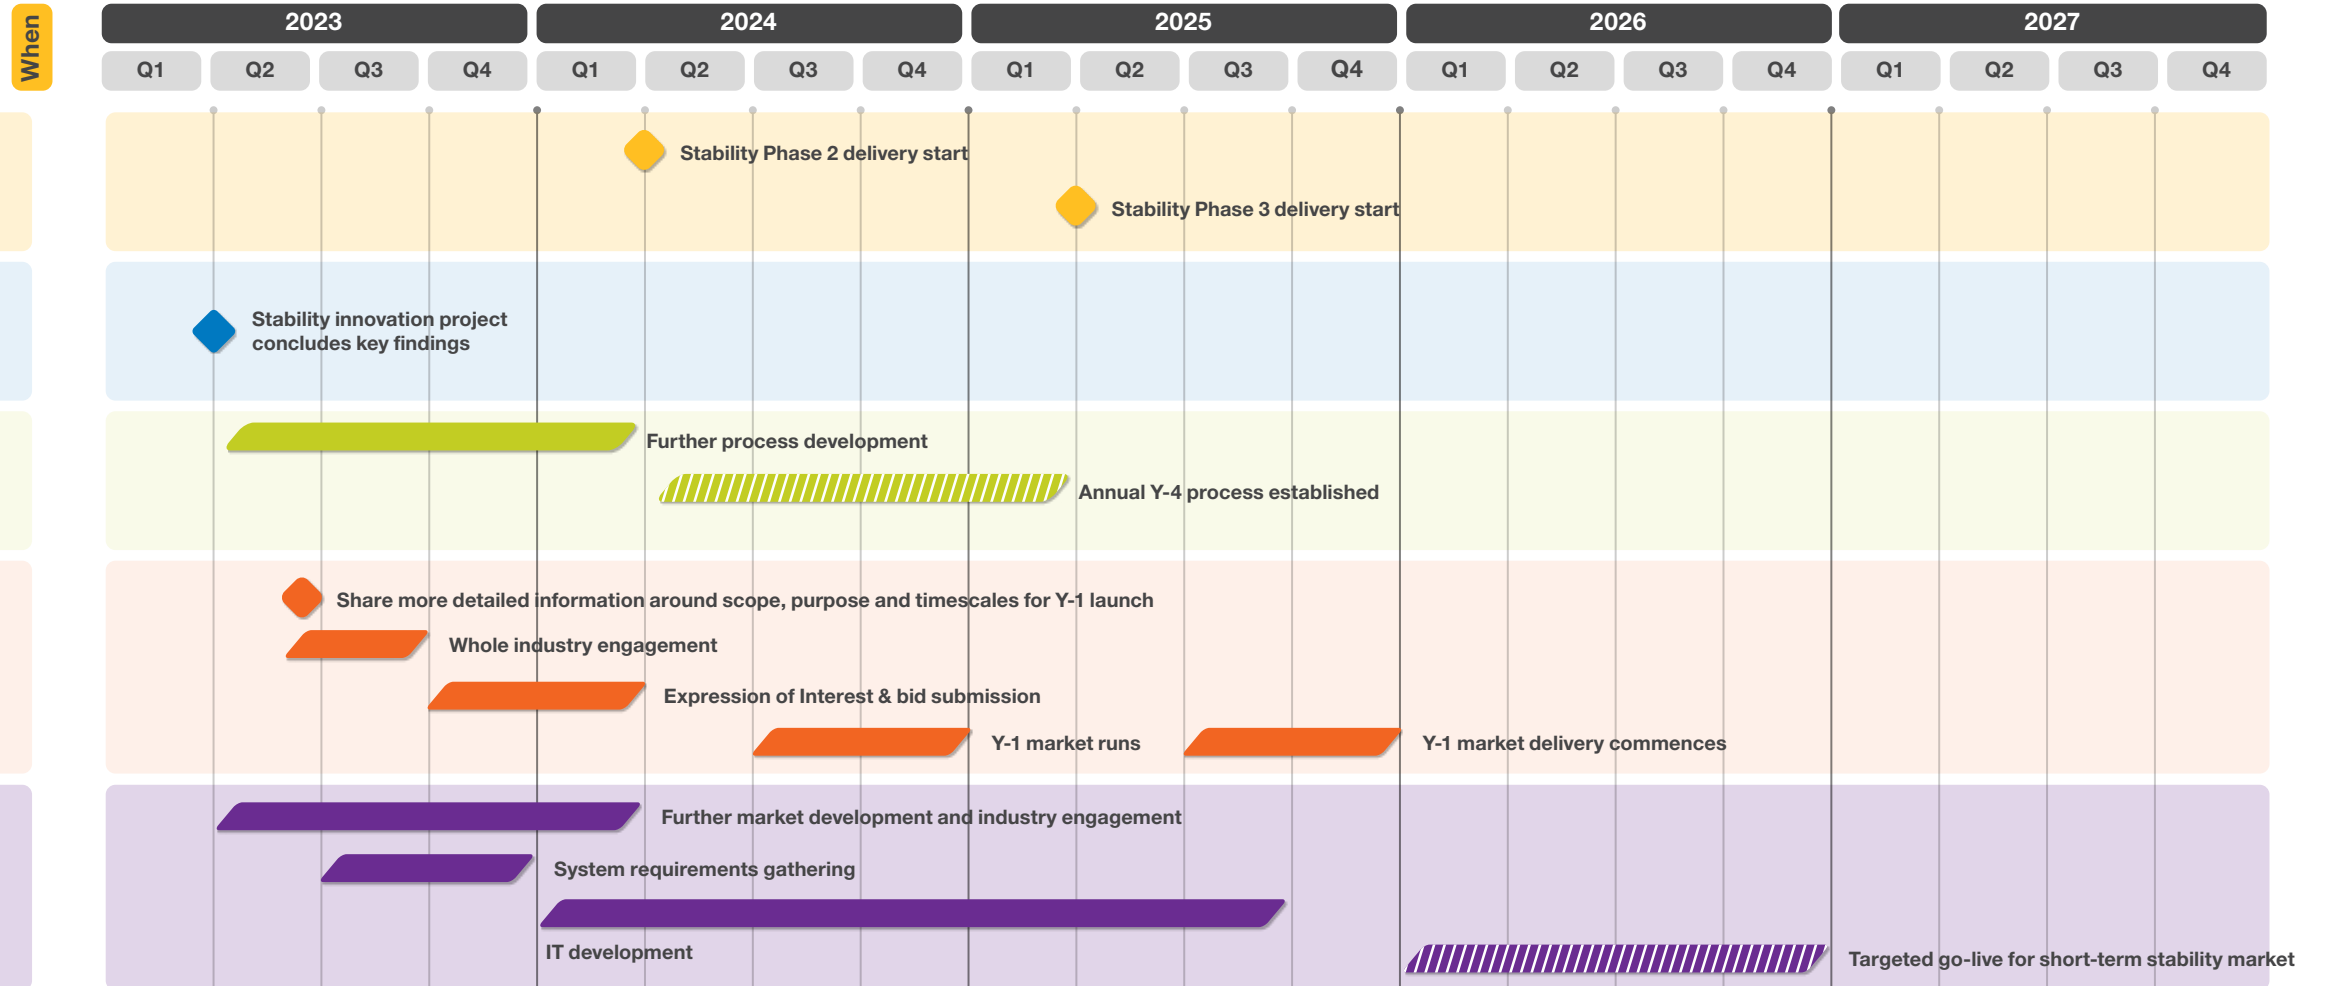 When
2023 2024 2025 2026 2027
Q1 Q2 Q3 Q4 Q1 Q2 Q3 Q4 Q1 Q2 Q3 Q4 Q1 Q2 Q3 Q4 Q1 Q2 Q3 Q4
Stability Phase 2 delivery start
Stability Phase 3 delivery start
Stability innovation project
concludes key findings
Further process development
Annual Y-4 process established
Share more detailed information around scope, purpose and timescales for Y-1 launch
Whole industry engagement
Expression of Interest & bid submission
Y-1 market runs
Y-1 market delivery commences
Further market development and industry engagement
System requirements gathering
IT development
Targeted go-live for short-term stability market